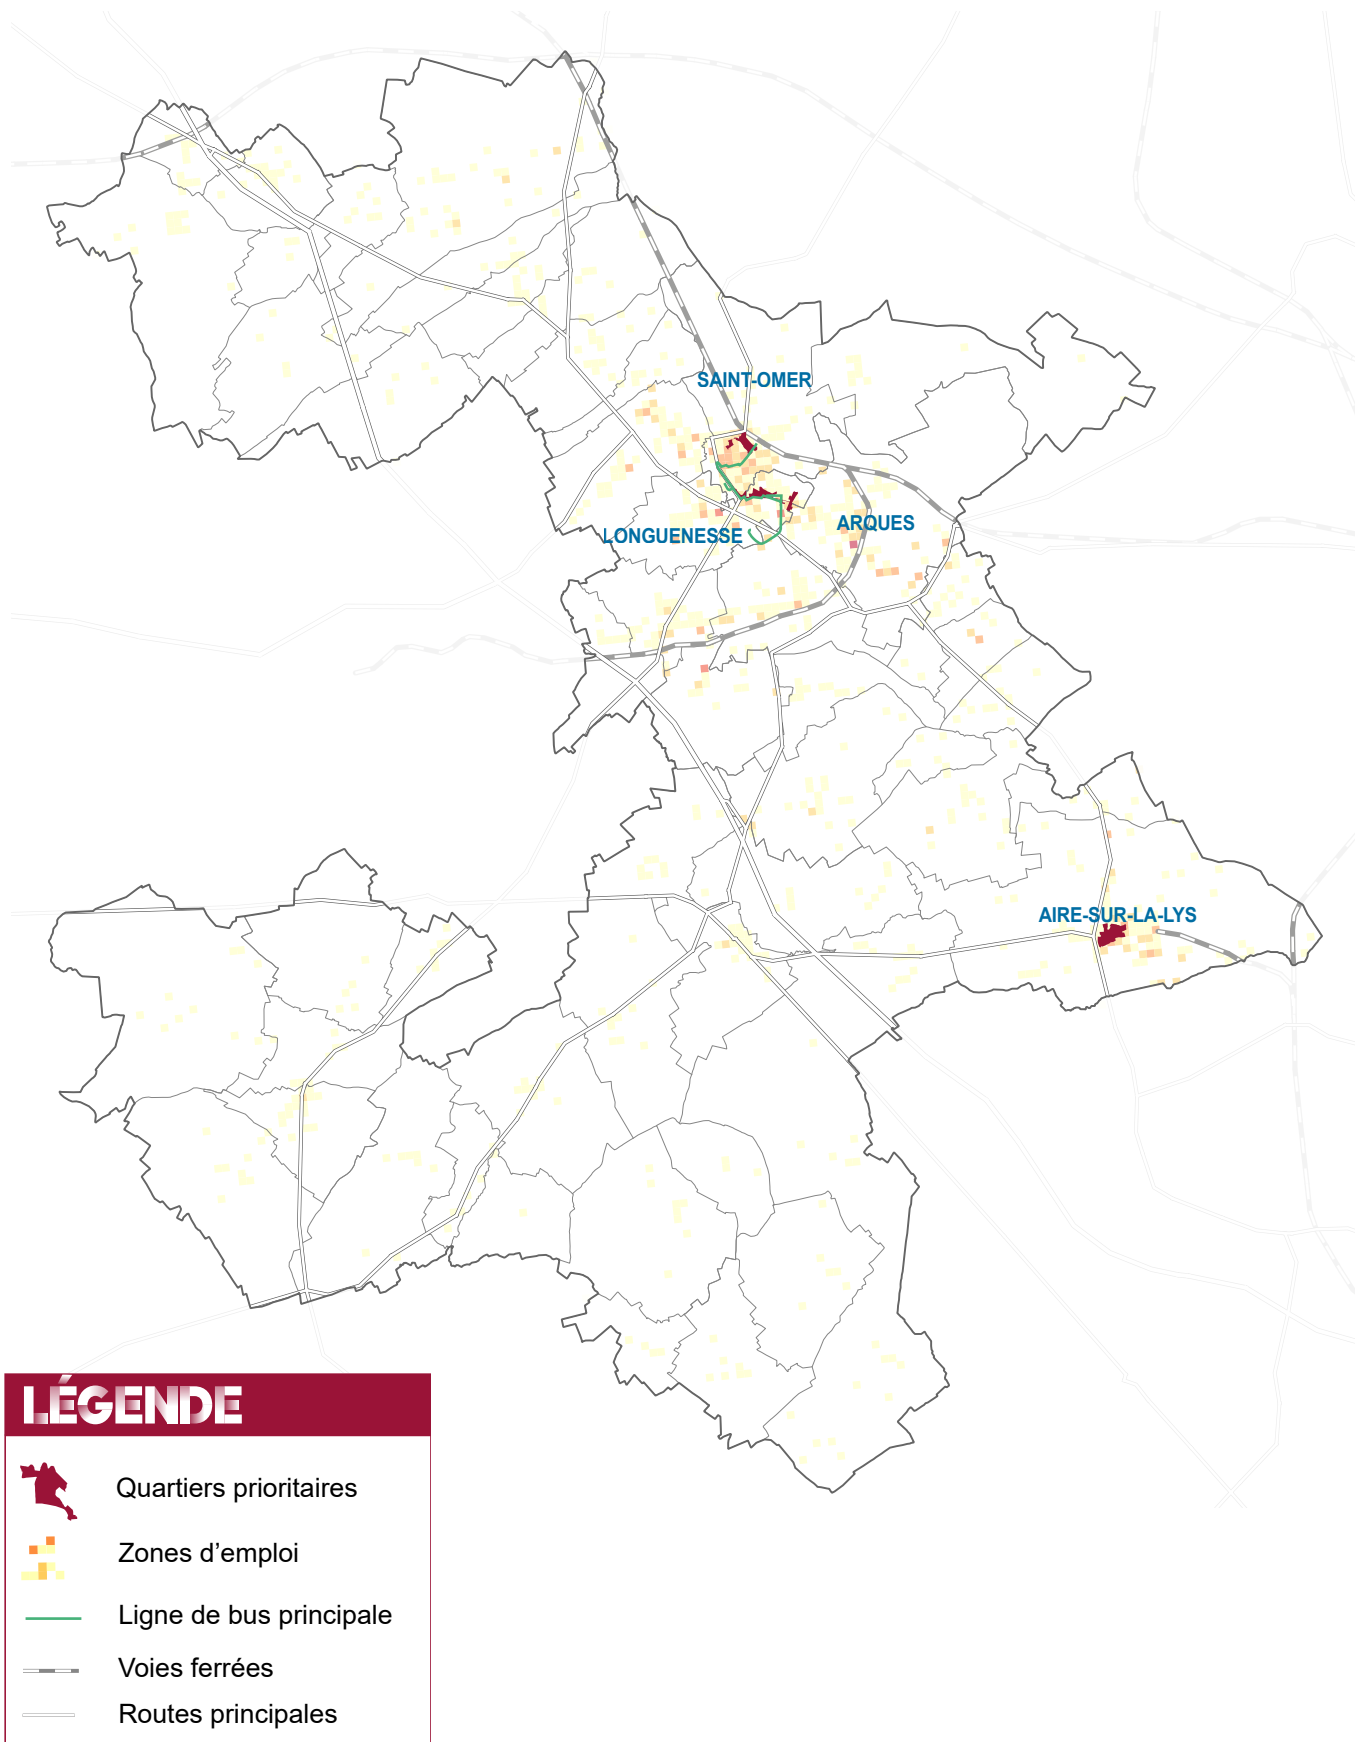 SAINT-OMER
ARQUES
LONGUENESSE
AIRE-SUR-LA-LYS
LÉGENDE
Quartiers prioritaires
Zones d’emploi
Ligne de bus principale
Voies ferrées
Routes principales